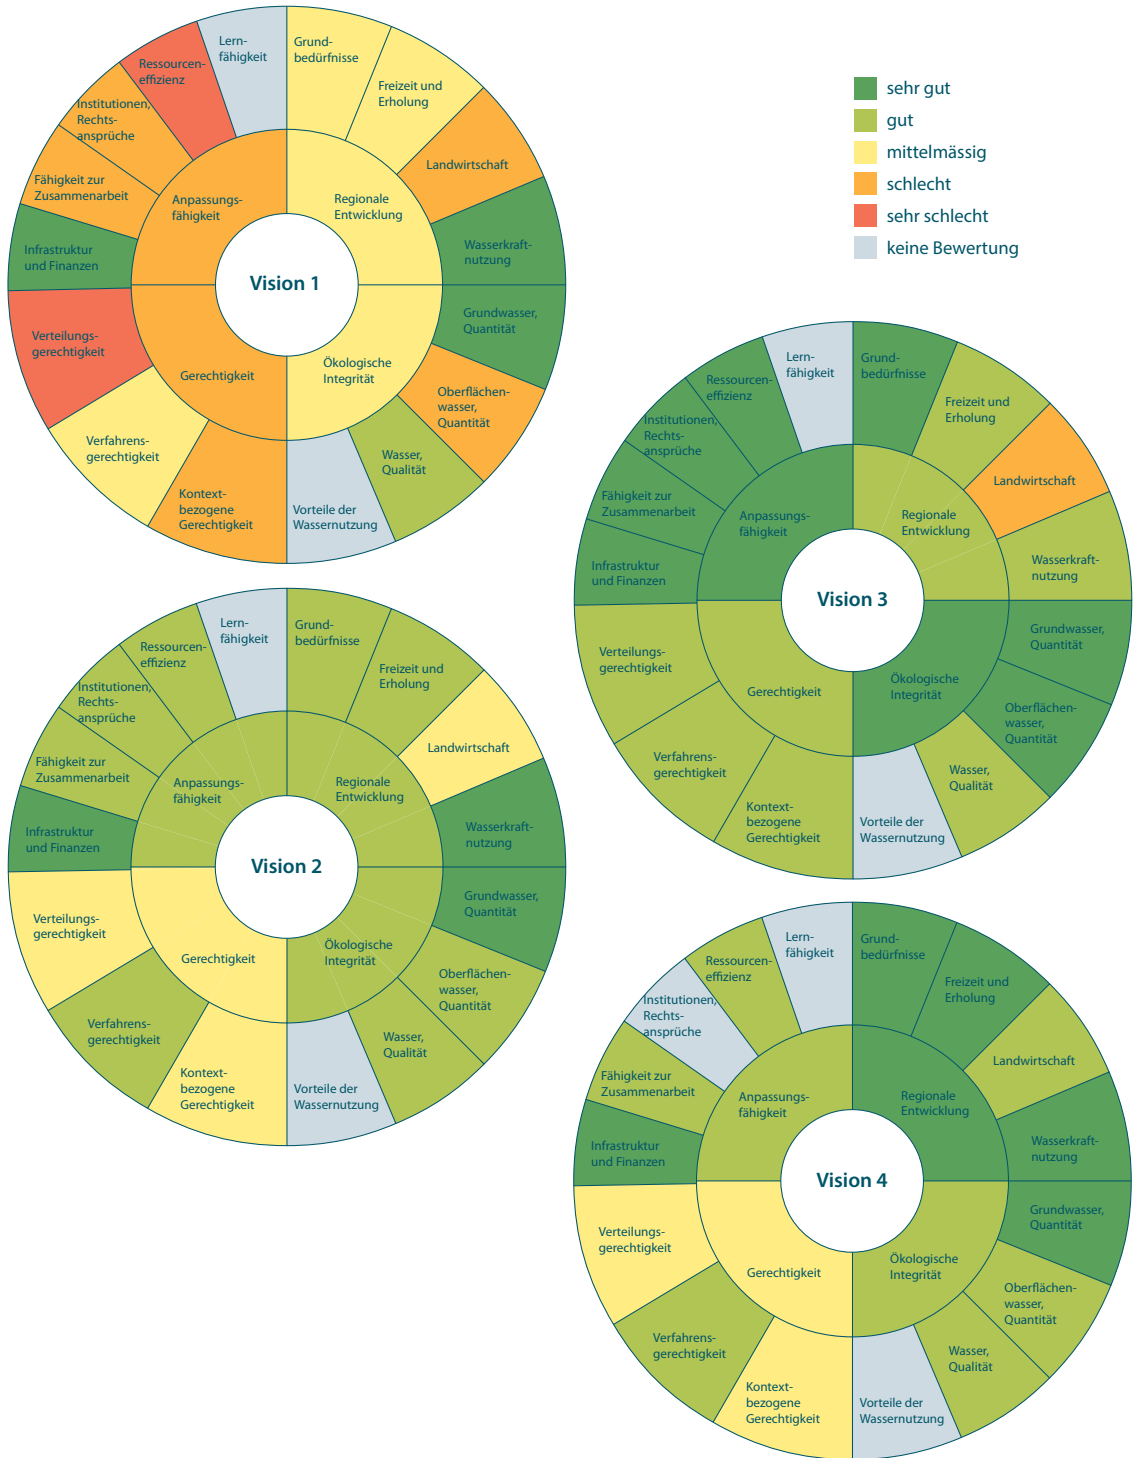 Lern-
fähigkeit
Grund-
bedürfnisse
Freizeit und
Erholung
Landwirtschaft
Wasserkraft-
nutzung
Grundwasser,
Quantität
Oberflächen-
wasser,
Quantität
Wasser,
Qualität
Vorteile der
Wassernutzung
Kontext-
bezogene
Gerechtigkeit
Verfahrens-
gerechtigkeit
Verteilungs-
gerechtigkeit
Infrastruktur
und Finanzen
Fähigkeit zur
Zusammenarbeit
Institutionen,
Rechts-
ansprüche
Ressourcen-
effizienz
Anpassungs-
fähigkeit
Regionale
Entwicklung
Ökologische
Integrität
Gerechtigkeit
Vision 1
sehr gut
gut
mittelmässig
schlecht
sehr schlecht
keine Bewertung
Lern-
fähigkeit
Grund-
bedürfnisse
Freizeit und
Erholung
Landwirtschaft
Wasserkraft-
nutzung
Grundwasser,
Quantität
Oberflächen-
wasser,
Quantität
Wasser,
Qualität
Vorteile der
Wassernutzung
Kontext-
bezogene
Gerechtigkeit
Verfahrens-
gerechtigkeit
Verteilungs-
gerechtigkeit
Infrastruktur
und Finanzen
Fähigkeit zur
Zusammenarbeit
Institutionen,
Rechts-
ansprüche
Ressourcen-
effizienz
Anpassungs-
fähigkeit
Regionale
Entwicklung
Ökologische
Integrität
Gerechtigkeit
Vision 3
Lern-
fähigkeit
Grund-
bedürfnisse
Freizeit und
Erholung
Landwirtschaft
Wasserkraft-
nutzung
Grundwasser,
Quantität
Oberflächen-
wasser,
Quantität
Wasser,
Qualität
Vorteile der
Wassernutzung
Kontext-
bezogene
Gerechtigkeit
Verfahrens-
gerechtigkeit
Verteilungs-
gerechtigkeit
Infrastruktur
und Finanzen
Fähigkeit zur
Zusammenarbeit
Institutionen,
Rechts-
ansprüche
Ressourcen-
effizienz
Anpassungs-
fähigkeit
Regionale
Entwicklung
Ökologische
Integrität
Gerechtigkeit
Vision 2
Lern-
fähigkeit
Grund-
bedürfnisse
Freizeit und
Erholung
Landwirtschaft
Wasserkraft-
nutzung
Grundwasser,
Quantität
Oberflächen-
wasser,
Quantität
Wasser,
Qualität
Vorteile der
Wassernutzung
Kontext-
bezogene
Gerechtigkeit
Verfahrens-
gerechtigkeit
Verteilungs-
gerechtigkeit
Infrastruktur
und Finanzen
Fähigkeit zur
Zusammenarbeit
Institutionen,
Rechts-
ansprüche
Ressourcen-
effizienz
Anpassungs-
fähigkeit
Regionale
Entwicklung
Ökologische
Integrität
Gerechtigkeit
Vision 4